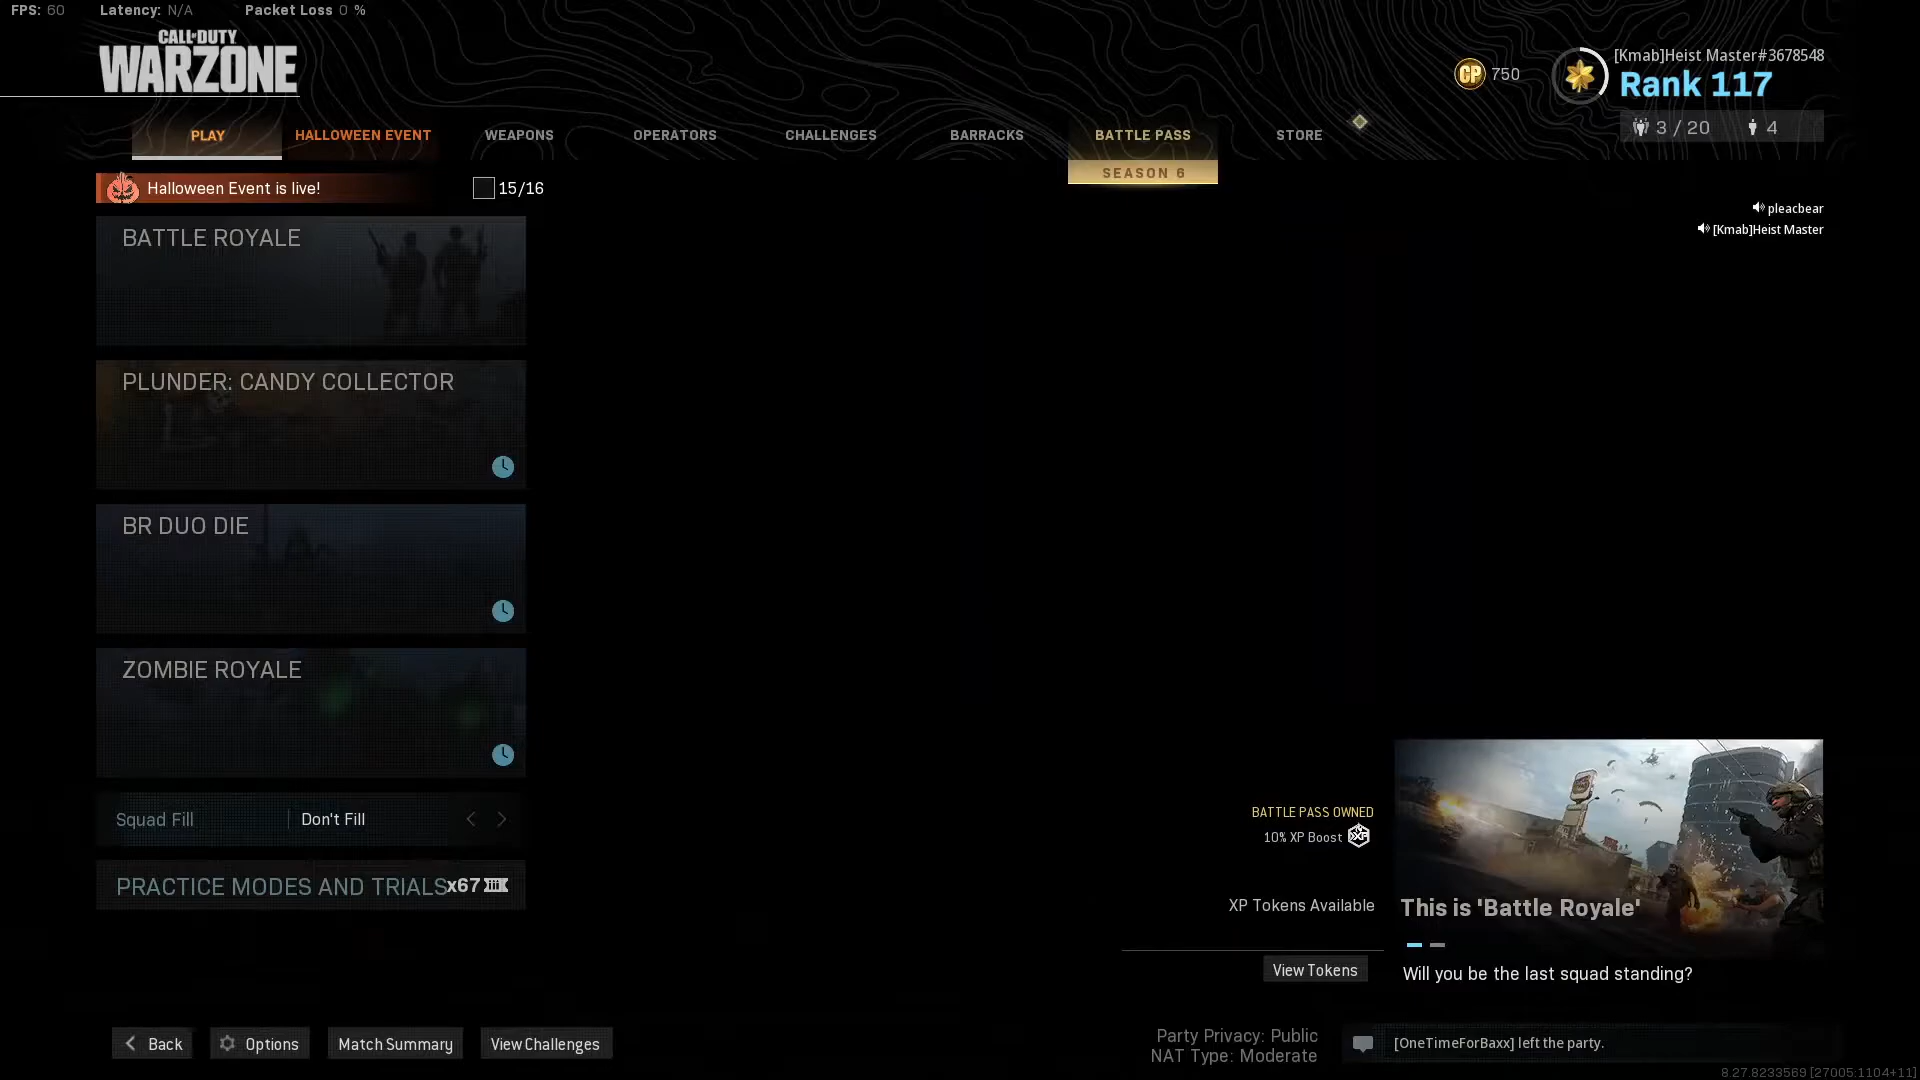 FPS: 60 Latency: N/A Packet Loss 0 %
CALL OF DUTY
WARZONE
750
[Kmab]Heist Master#3678548
Rank 117
3 / 20 4
PLAY HALLOWEEN EVENT WEAPONS OPERATORS CHALLENGES BARRACKS BATTLE PASS STORE
SEASON 6
Halloween Event is live! 15/16
pleacbear
[Kmab]Heist Master
BATTLE ROYALE
PLUNDER: CANDY COLLECTOR
BR DUO DIE
ZOMBIE ROYALE
Squad Fill Don't Fill
PRACTICE MODES AND TRIALS x67
BATTLE PASS OWNED
10% XP Boost
XP Tokens Available
View Tokens
This is 'Battle Royale'
Will you be the last squad standing?
Back Options Match Summary View Challenges
Party Privacy: Public
NAT Type: Moderate
[OneTimeForBaxx] left the party.
8.27.8233569 [27005:1104+11]